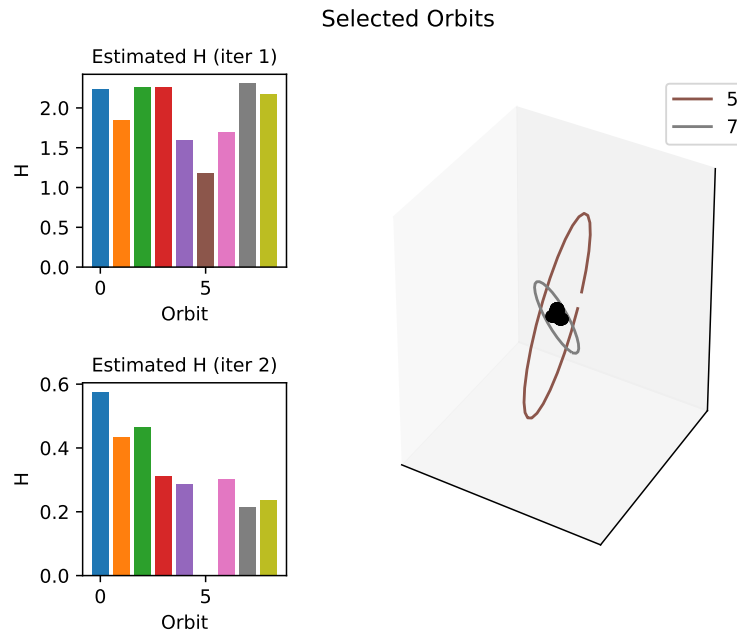 Selected Orbits
Estimated H (iter 1)
2.0
1.5
1.0
0.5
0.0
H
0
5
Orbit
Estimated H (iter 2)
0.6
0.4
0.2
0.0
H
0
5
Orbit
5
7